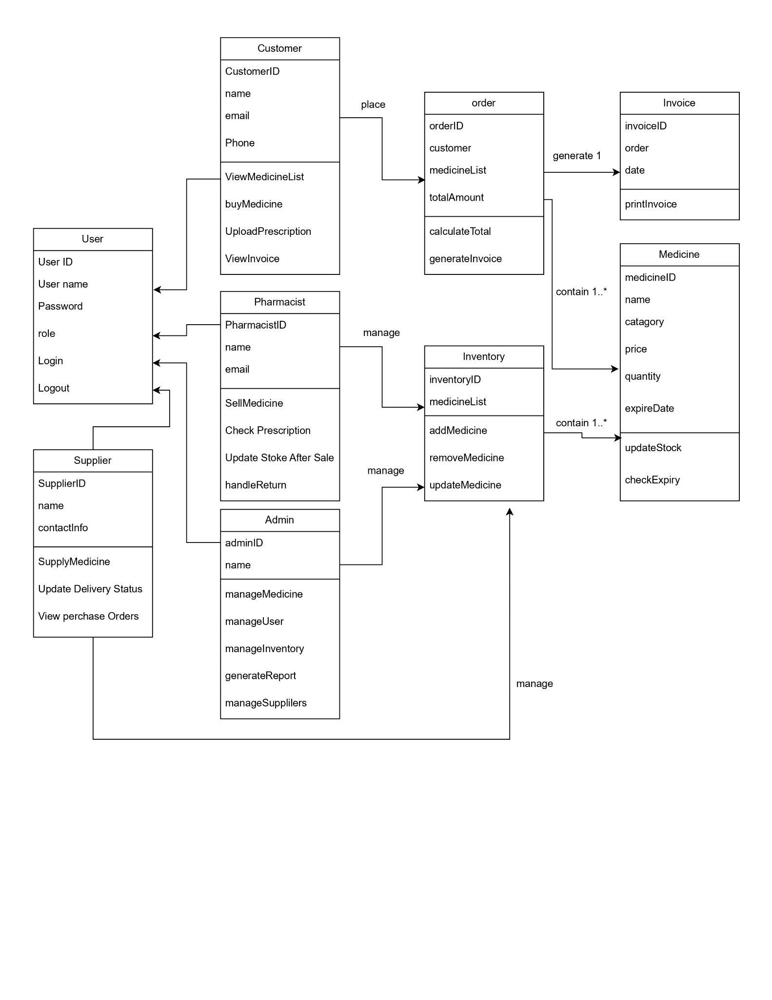 Customer
CustomerID
name
email
Phone
ViewMedicineList
buyMedicine
UploadPrescription
ViewInvoice
place
order
orderID
customer
medicineList
totalAmount
calculateTotal
generateInvoice
generate 1
Invoice
invoiceID
order
date
printInvoice
User
User ID
User name
Password
role
Login
Logout
Pharmacist
PharmacistID
name
email
SellMedicine
Check Prescription
Update Stoke After Sale
handleReturn
manage
Inventory
inventoryID
medicineList
addMedicine
removeMedicine
updateMedicine
contain 1..*
contain 1..*
Medicine
medicineID
name
catagory
price
quantity
expireDate
updateStock
checkExpiry
Supplier
SupplierID
name
contactInfo
SupplyMedicine
Update Delivery Status
View perchase Orders
Admin
adminID
name
manageMedicine
manageUser
manageInventory
generateReport
manageSupplilers
manage
manage